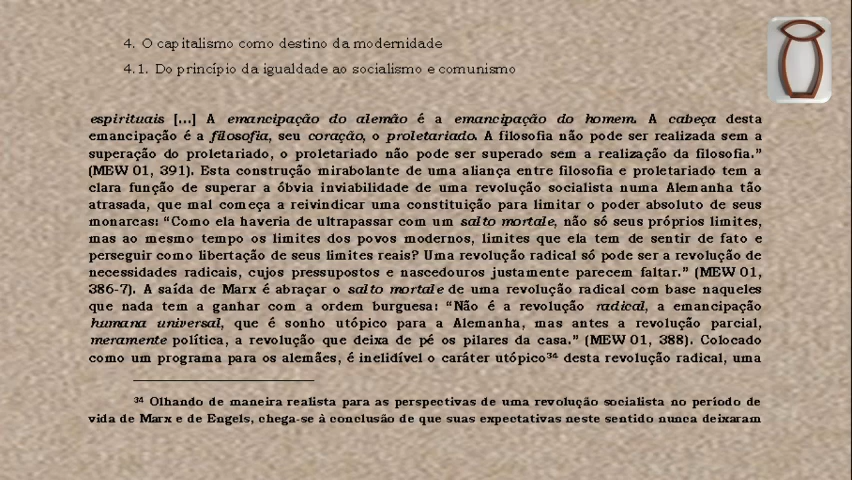 4. O capitalismo como destino da modernidade
4.1. Do princípio da igualdade ao socialismo e comunismo
espirituais [...] A emancipação do alemão é a emancipação do homem. A cabeça desta
emancipação é a filosofia, seu coração, o proletariado. A filosofia não pode ser realizada sem a
superação do proletariado, o proletariado não pode ser superado sem a realização da filosofia.”
(MEW 01, 391). Esta construção mirabolante de uma aliança entre filosofia e proletariado tem a
clara função de superar a óbvia inviabilidade de uma revolução socialista numa Alemanha tão
atrasada, que mal começa a reivindicar uma constituição para limitar o poder absoluto de seus
monarcas: “Como ela haveria de ultrapassar com um salto mortale, não só seus próprios limites,
mas ao mesmo tempo os limites dos povos modernos, limites que ela tem de sentir de fato e
perseguir como libertação de seus limites reais? Uma revolução radical só pode ser a revolução de
necessidades radicais, cujos pressupostos e nascedouros justamente parecem faltar.” (MEW 01,
386-7). A saída de Marx é abraçar o salto mortale de uma revolução radical com base naqueles
que nada tem a ganhar com a ordem burguesa: “Não é a revolução radical, a emancipação
humana universal, que é sonho utópico para a Alemanha, mas antes a revolução parcial,
meramente política, a revolução que deixa de pé os pilares da casa.” (MEW 01, 388). Colocado
como um programa para os alemães, é inelidível o caráter utópico³⁴ desta revolução radical, uma
³⁴ Olhando de maneira realista para as perspectivas de uma revolução socialista no período de
vida de Marx e de Engels, chega-se à conclusão de que suas expectativas neste sentido nunca deixaram